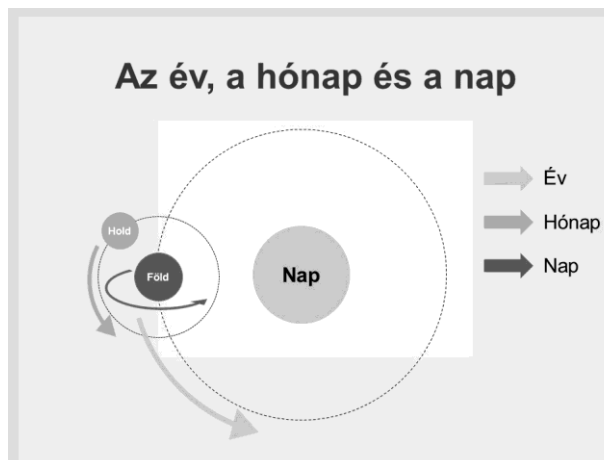 Az év, a hónap és a nap
Év
Hold
Hónap
Föld
Nap
Nap